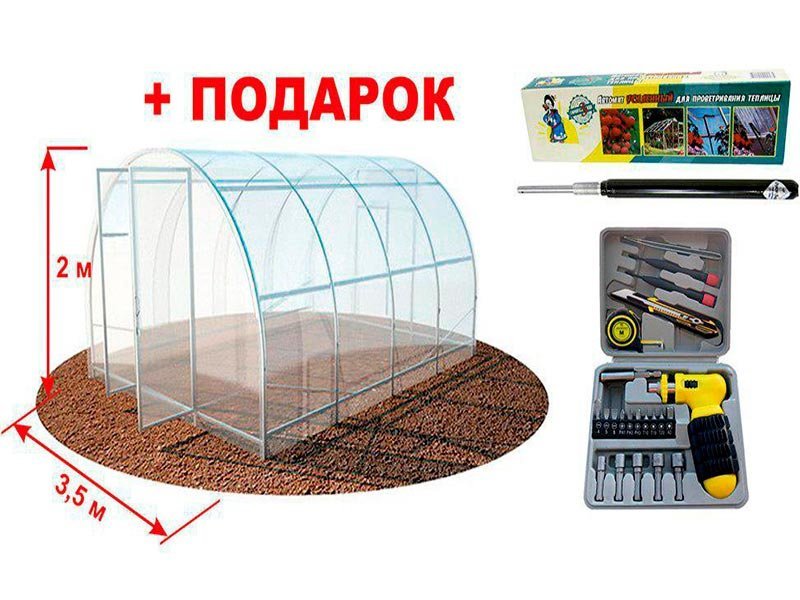 + ПОДАРОК
Автомат УСИЛЕННЫЙ для проветривания теплицы
2 м
3,5 м